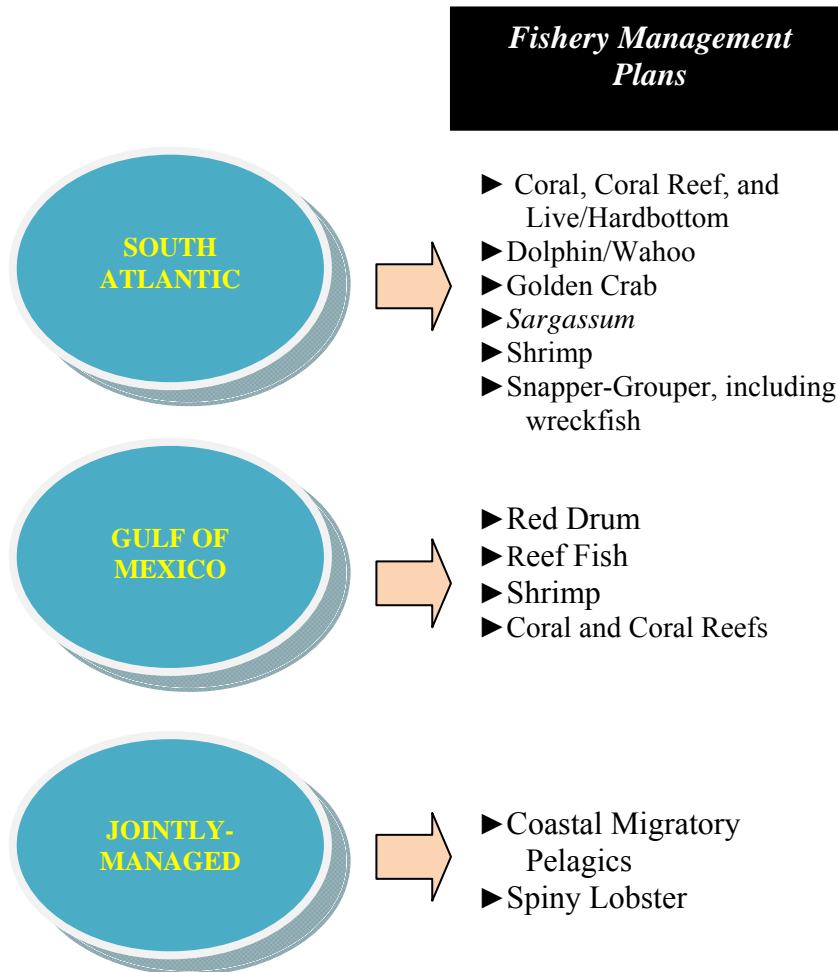 Fishery Management
Plans
SOUTH
ATLANTIC
► Coral, Coral Reef, and
Live/Hardbottom
►Dolphin/Wahoo
►Golden Crab
►Sargassum
►Shrimp
►Snapper-Grouper, including
wreckfish
GULF OF
MEXICO
►Red Drum
►Reef Fish
►Shrimp
►Coral and Coral Reefs
JOINTLY-
MANAGED
►Coastal Migratory
Pelagics
►Spiny Lobster